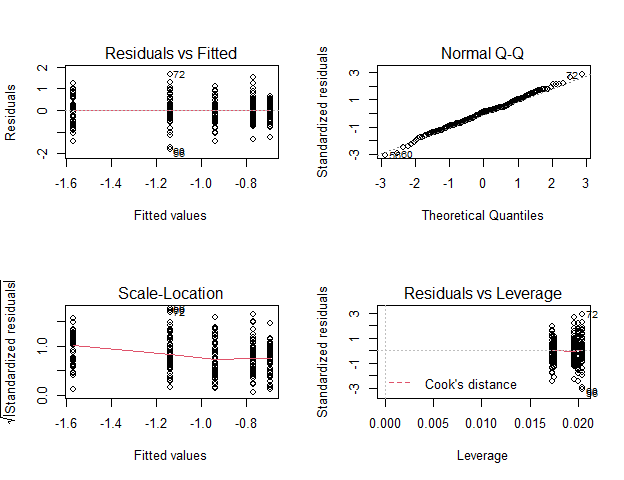 Residuals vs Fitted
Residuals
2
0
-2
72
-1.6 -1.4 -1.2 -1.0 -0.8
Fitted values
Normal Q-Q
Standardized residuals
3
1
-1
-3
72
60
-3 -2 -1 0 1 2 3
Theoretical Quantiles
Scale-Location
√|Standardized residuals|
1.0
0.0
72
-1.6 -1.4 -1.2 -1.0 -0.8
Fitted values
Residuals vs Leverage
Standardized residuals
3
1
-1
-3
72
Cook's distance
0.000 0.005 0.010 0.015 0.020
Leverage